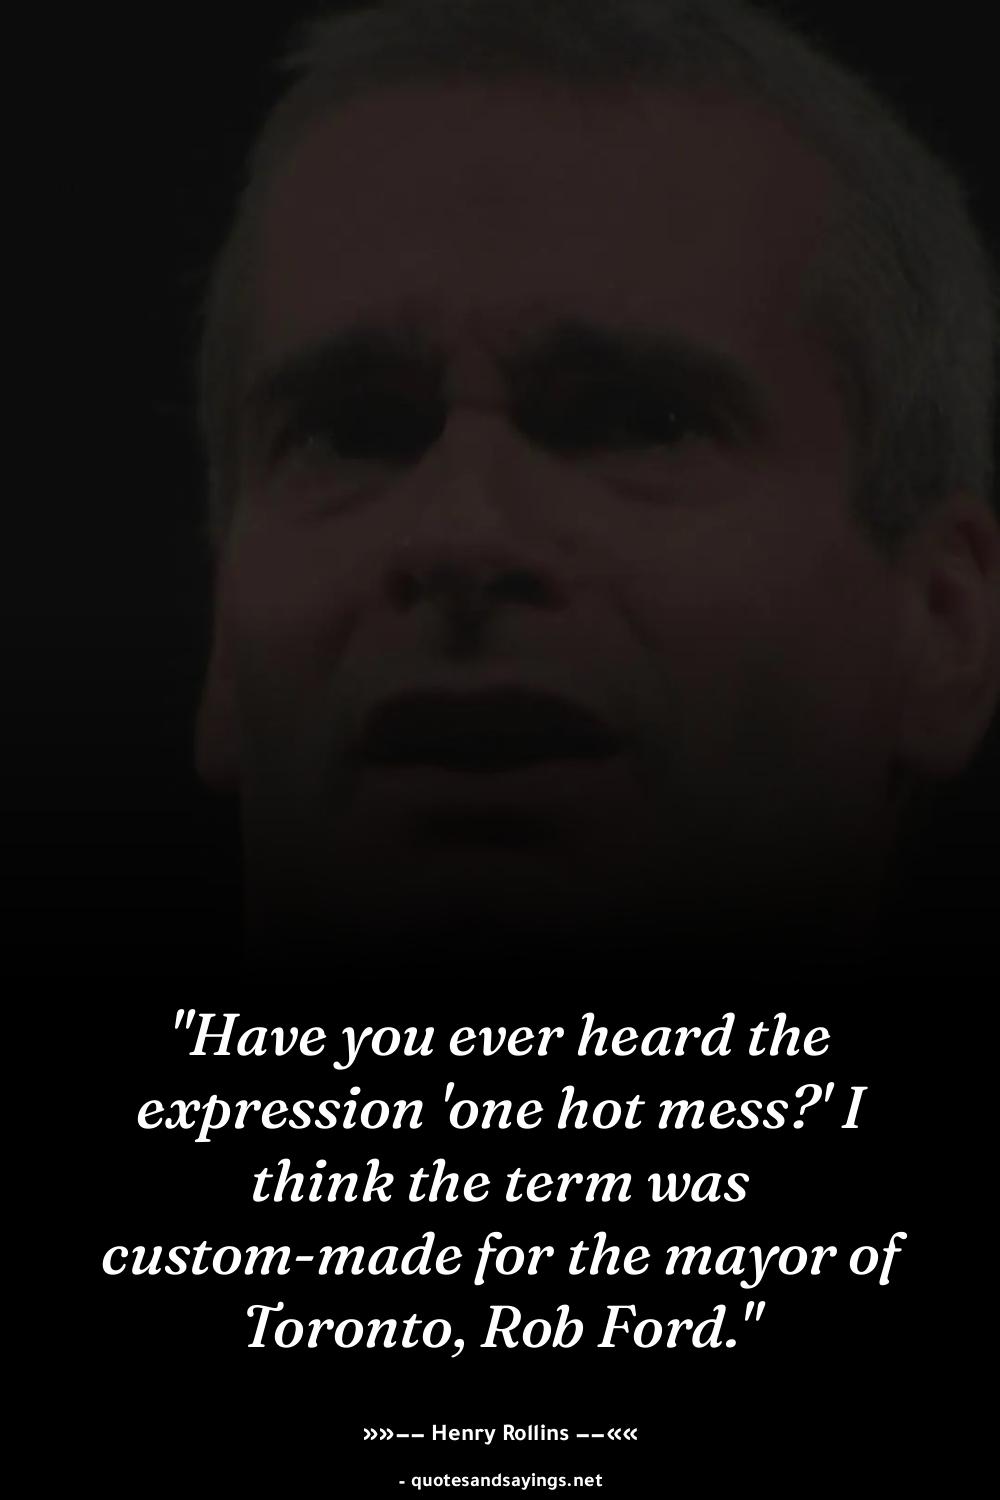 "Have you ever heard the
expression 'one hot mess?' I
think the term was
custom-made for the mayor of
Toronto, Rob Ford."
»»−− Henry Rollins −−««
- quotesandsayings.net